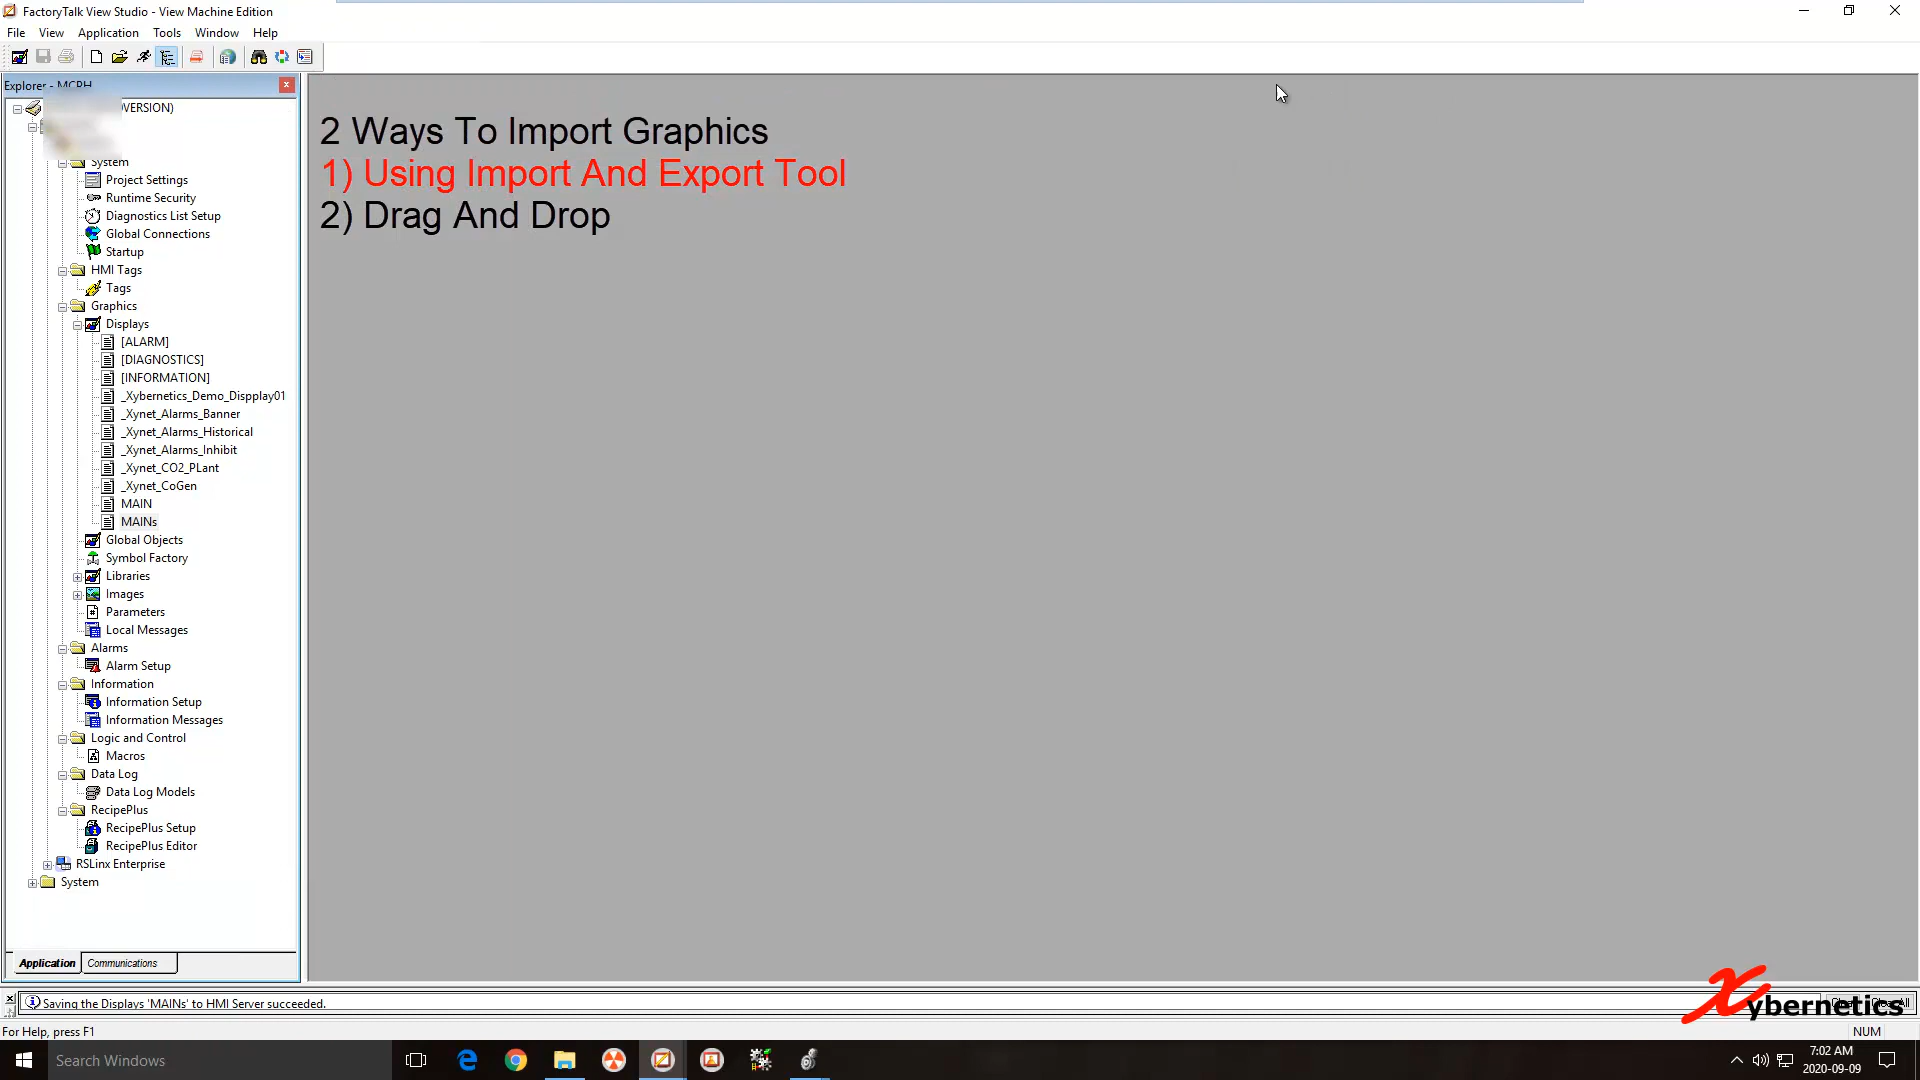 FactoryTalk View Studio - View Machine Edition
File View Application Tools Window Help
Explorer - MCPH
2 Ways To Import Graphics
1) Using Import And Export Tool
2) Drag And Drop
VERSION)
System
Project Settings
Runtime Security
Diagnostics List Setup
Global Connections
Startup
HMI Tags
Tags
Graphics
Displays
[ALARM]
[DIAGNOSTICS]
[INFORMATION]
_Xybernetics_Demo_Dispplay01
_Xynet_Alarms_Banner
_Xynet_Alarms_Historical
_Xynet_Alarms_Inhibit
_Xynet_CO2_PLant
_Xynet_CoGen
MAIN
MAINs
Global Objects
Symbol Factory
Libraries
Images
Parameters
Local Messages
Alarms
Alarm Setup
Information
Information Setup
Information Messages
Logic and Control
Macros
Data Log
Data Log Models
RecipePlus
RecipePlus Setup
RecipePlus Editor
RSLinx Enterprise
System
Application Communications
Saving the Displays 'MAINs' to HMI Server succeeded.
Xybernetics
For Help, press F1
NUM
Search Windows
7:02 AM
2020-09-09